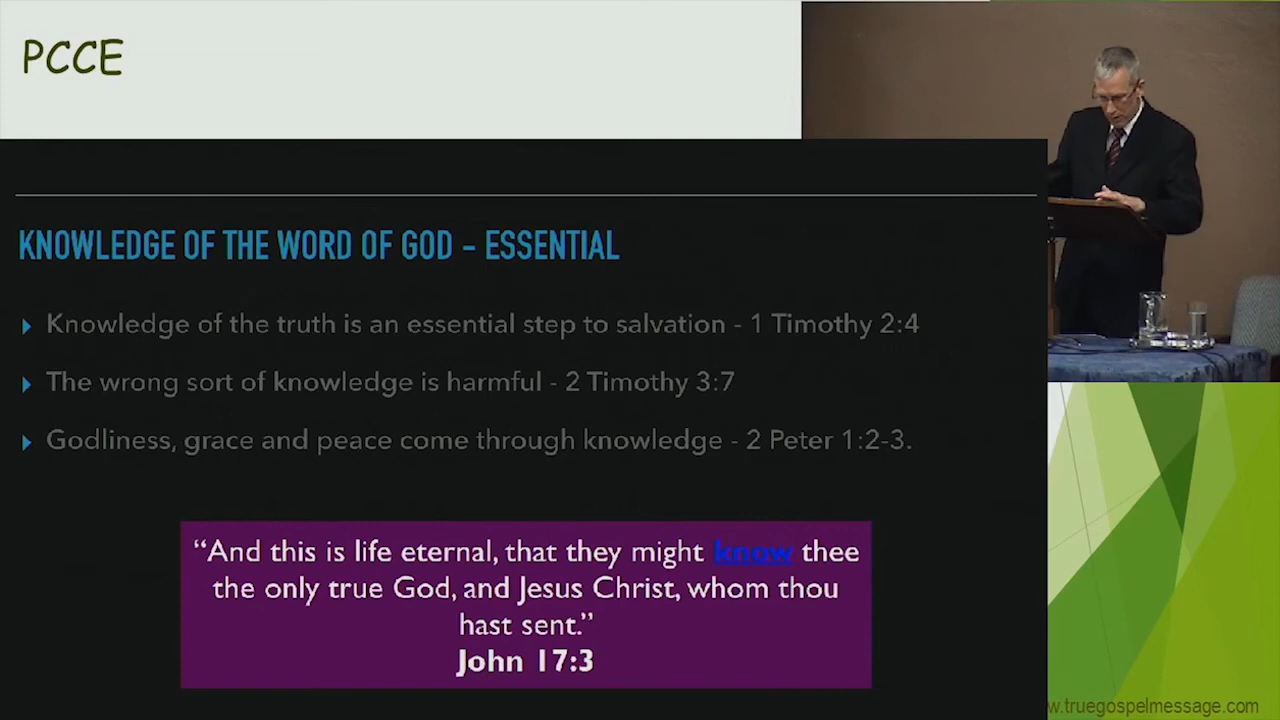 PCCE
KNOWLEDGE OF THE WORD OF GOD - ESSENTIAL
Knowledge of the truth is an essential step to salvation - 1 Timothy 2:4
The wrong sort of knowledge is harmful - 2 Timothy 3:7
Godliness, grace and peace come through knowledge - 2 Peter 1:2-3.
“And this is life eternal, that they might know thee
the only true God, and Jesus Christ, whom thou
hast sent.”
John 17:3
w.truegospelmessage.com